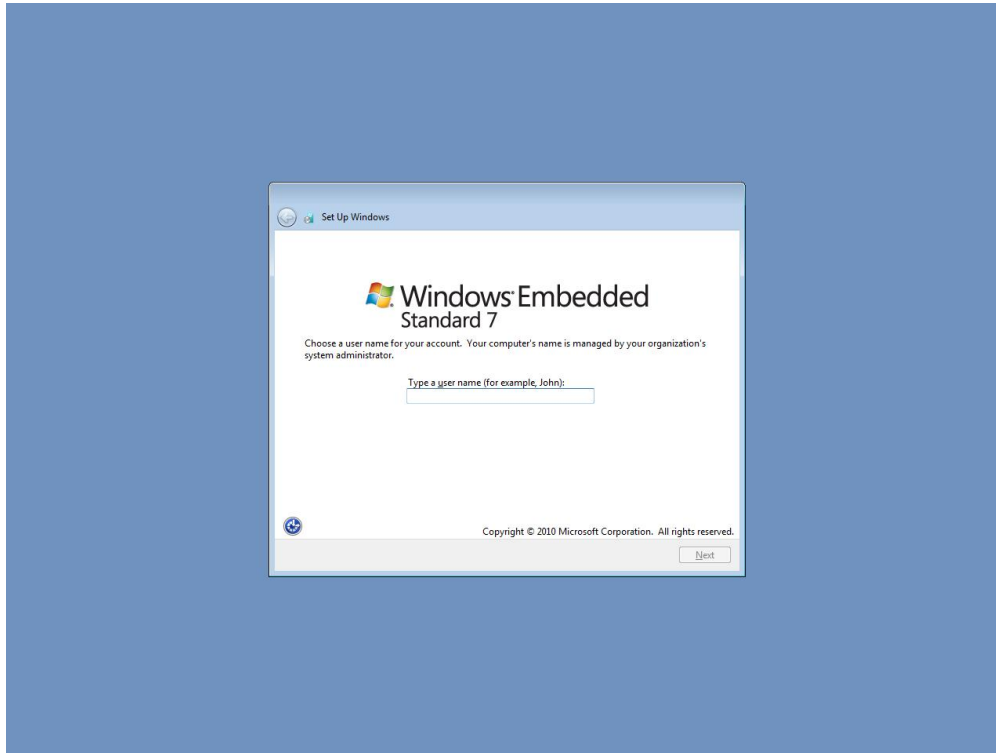 Set Up Windows
Windows Embedded
Standard 7
Choose a user name for your account. Your computer's name is managed by your organization's
system administrator.
Type a user name (for example, John):
Copyright © 2010 Microsoft Corporation. All rights reserved.
Next